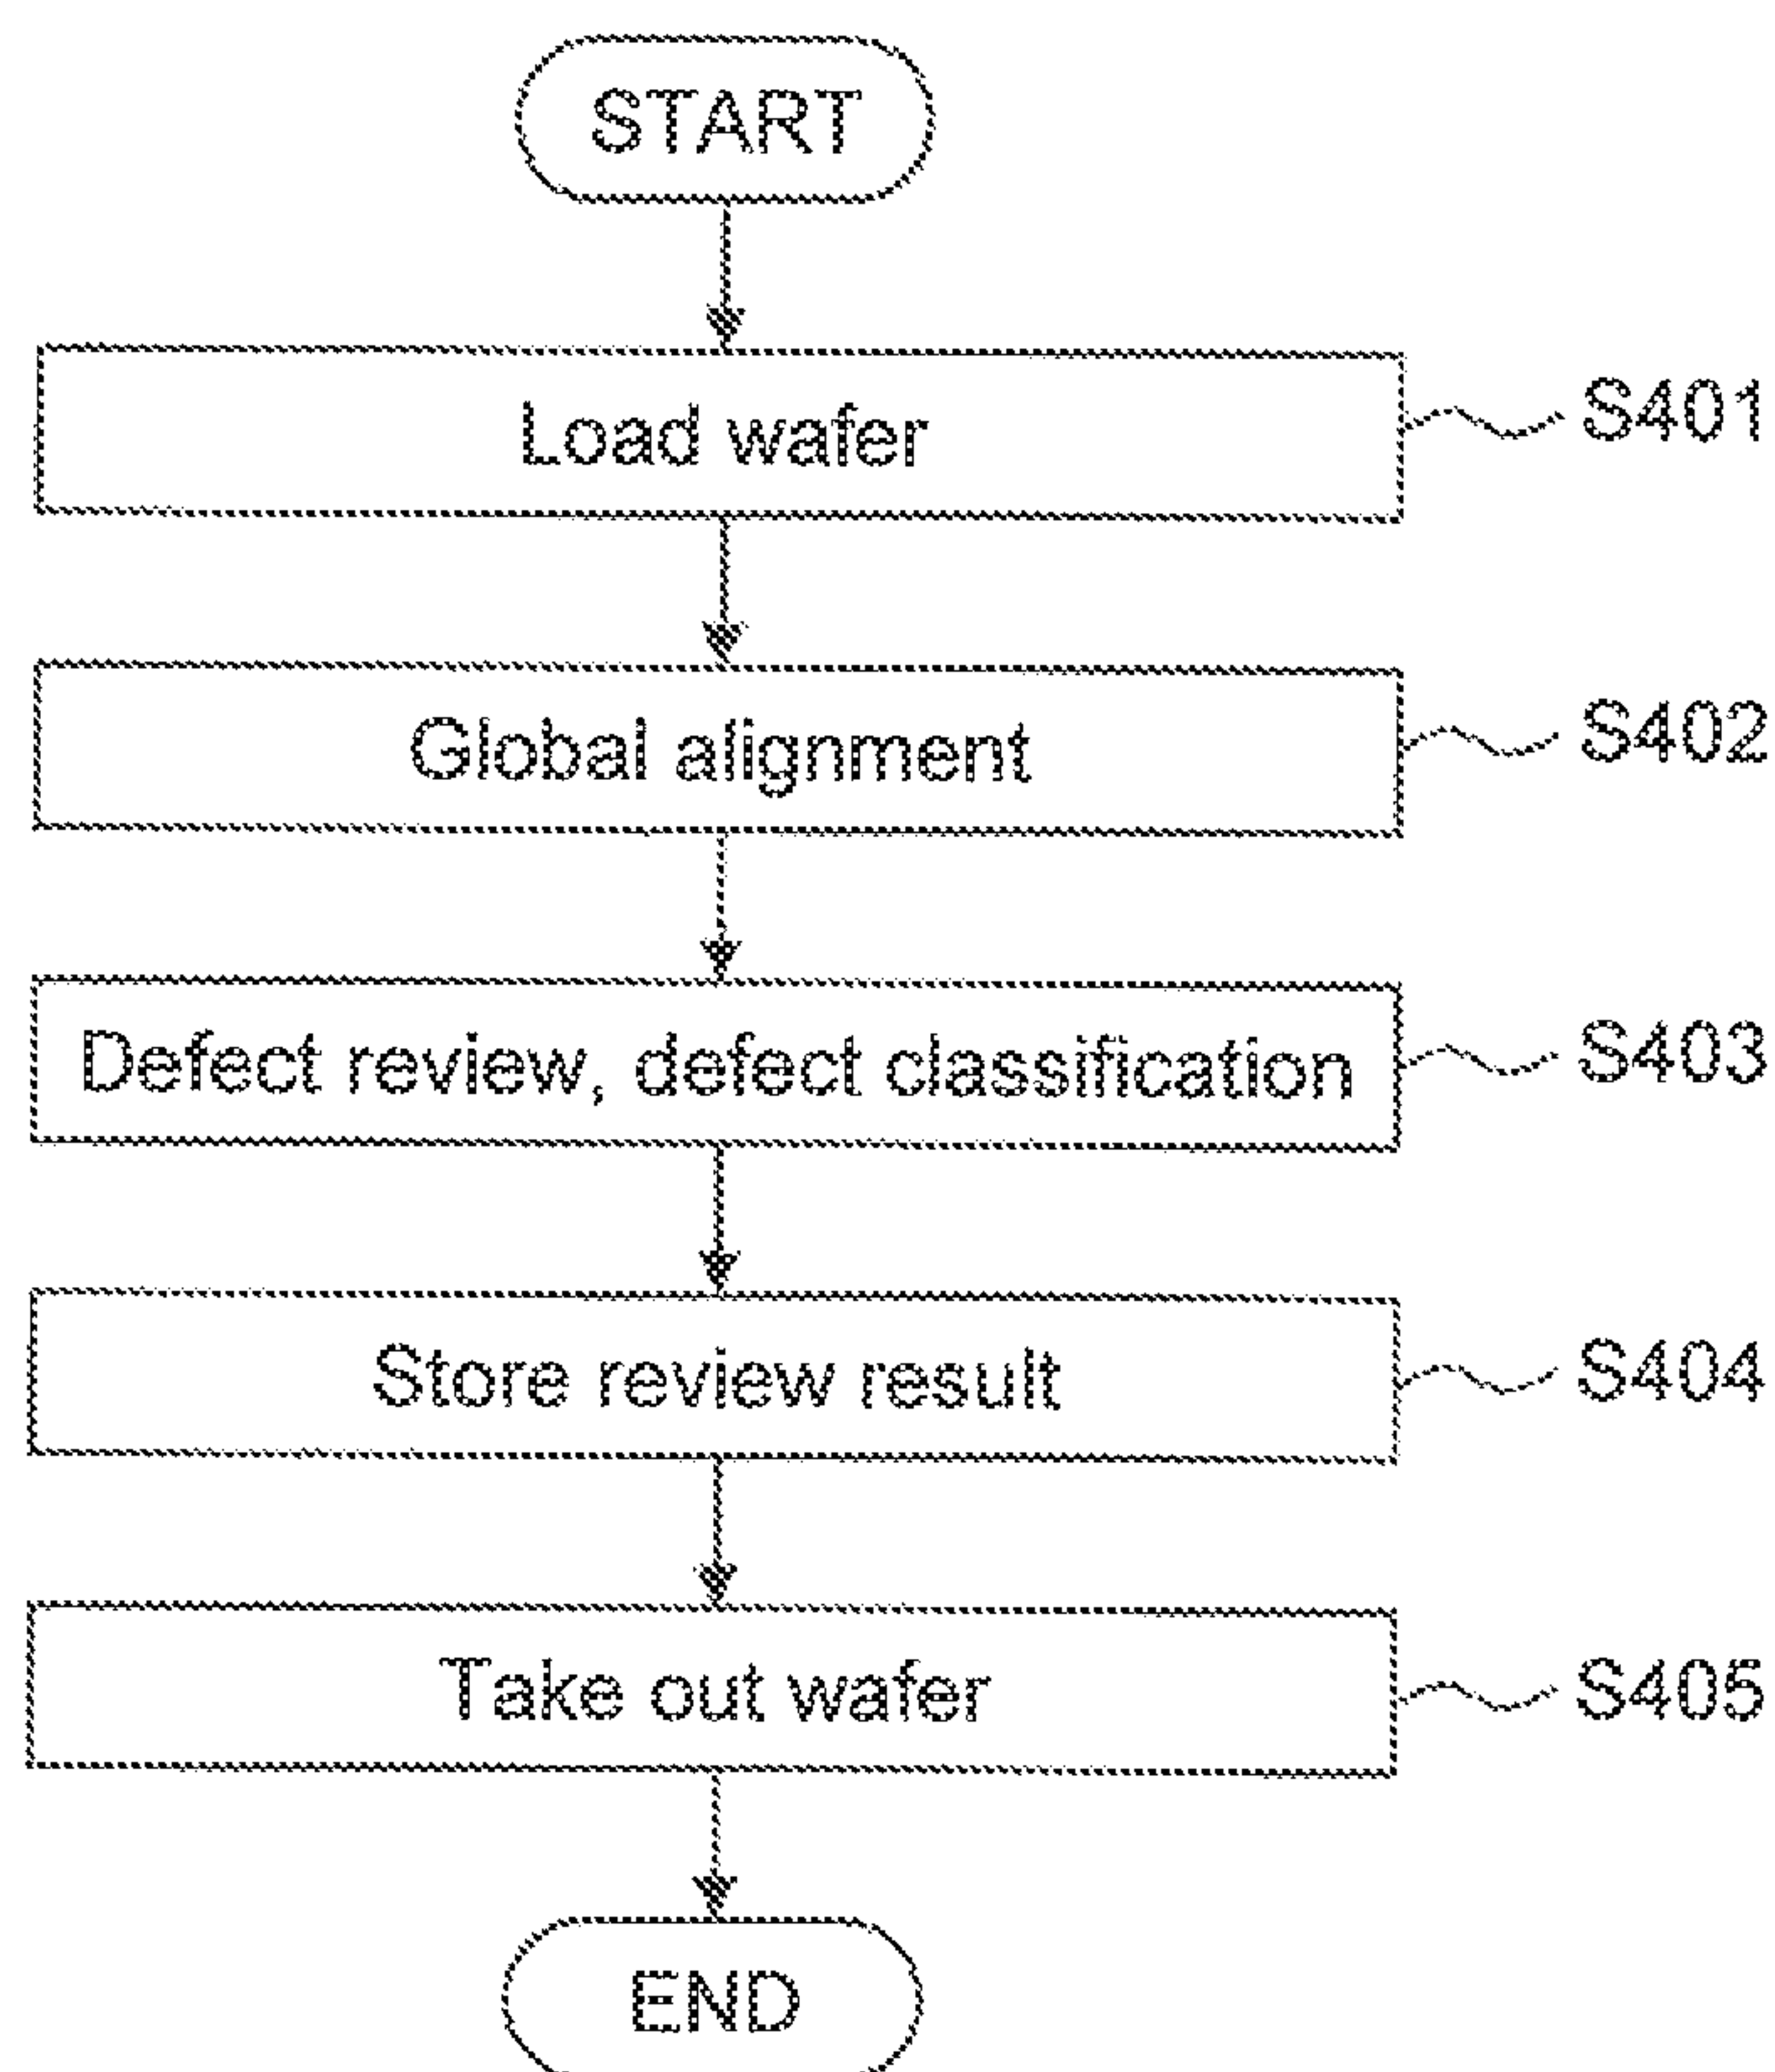 START
Load wafer
S401
Global alignment
S402
Defect review, defect classification
S403
Store review result
S404
Take out wafer
S405
END